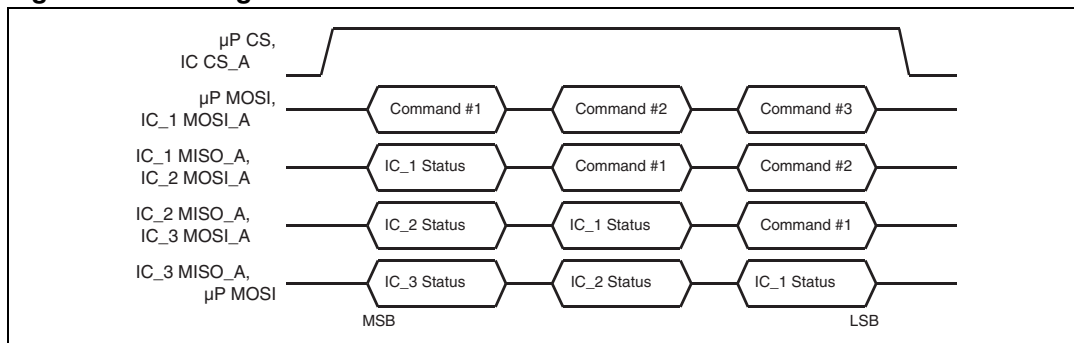 µP CS,
IC CS_A
µP MOSI,
IC_1 MOSI_A
Command #1
Command #2
Command #3
IC_1 MISO_A,
IC_2 MOSI_A
IC_1 Status
Command #1
Command #2
IC_2 MISO_A,
IC_3 MOSI_A
IC_2 Status
IC_1 Status
Command #1
IC_3 MISO_A,
µP MOSI
IC_3 Status
IC_2 Status
IC_1 Status
MSB
LSB